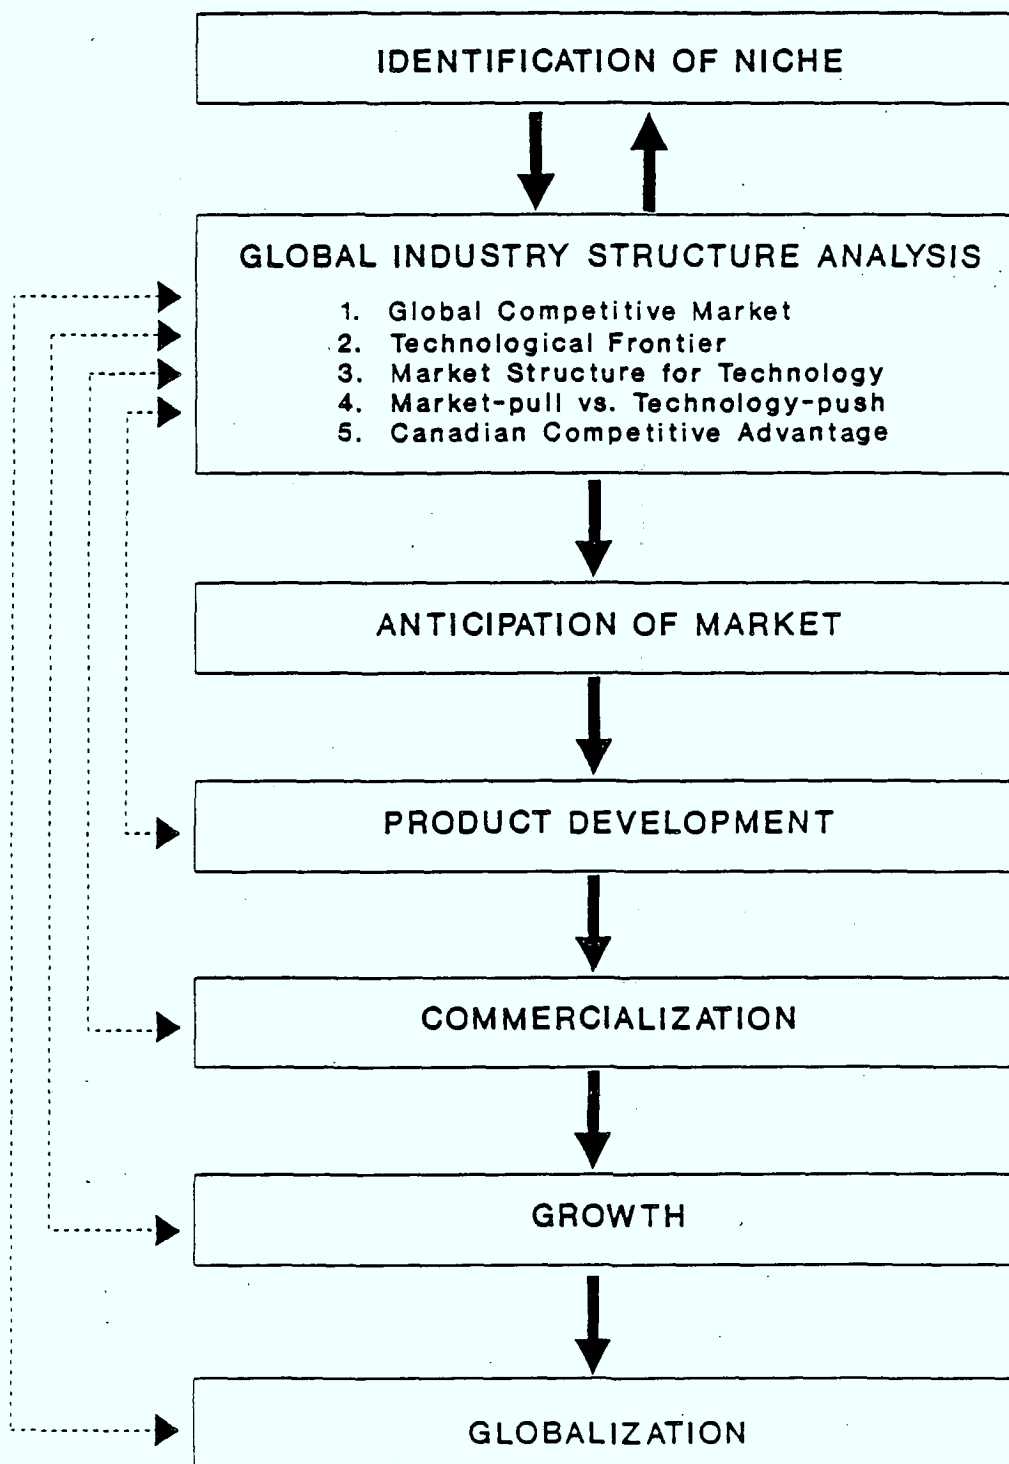 IDENTIFICATION OF NICHE
GLOBAL INDUSTRY STRUCTURE ANALYSIS
1. Global Competitive Market
2. Technological Frontier
3. Market Structure for Technology
4. Market-pull vs. Technology-push
5. Canadian Competitive Advantage
ANTICIPATION OF MARKET
PRODUCT DEVELOPMENT
COMMERCIALIZATION
GROWTH
GLOBALIZATION